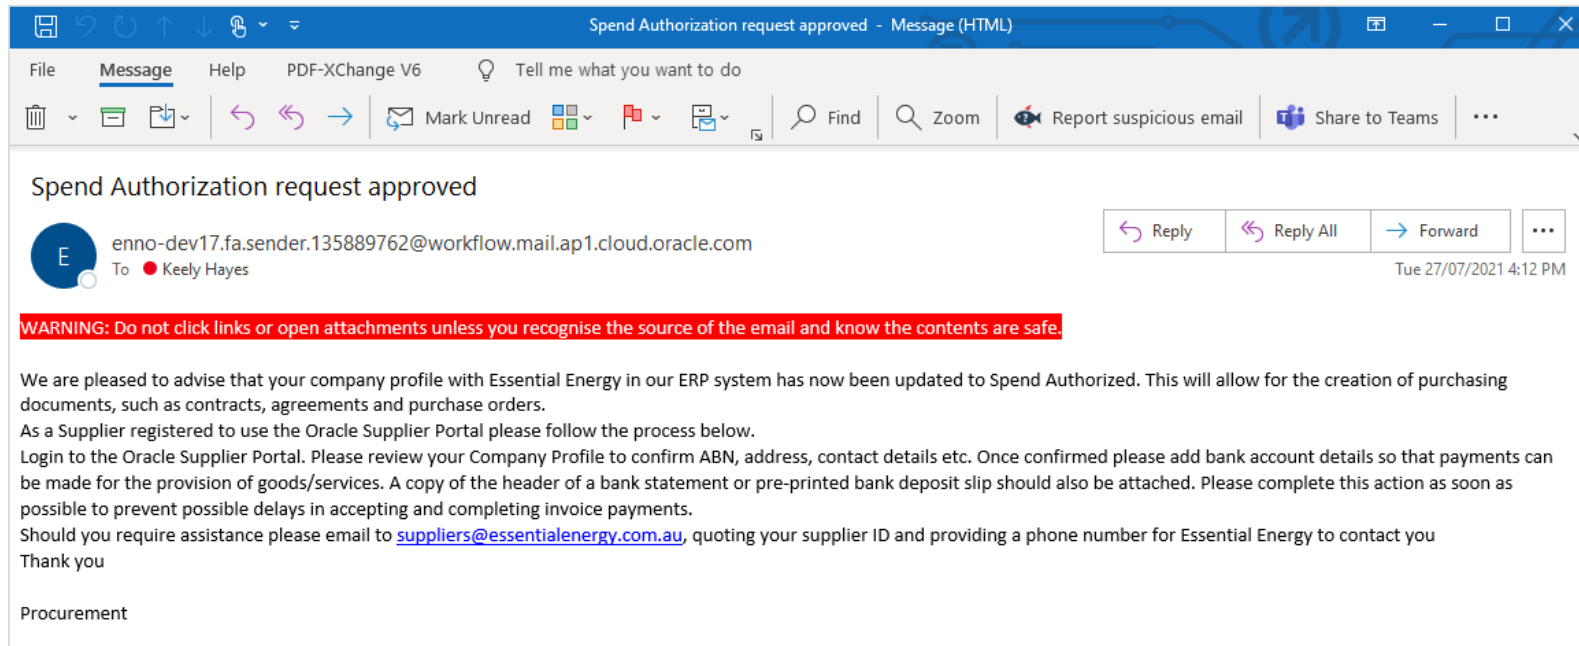 Spend Authorization request approved - Message (HTML)
File Message Help PDF-XChange V6 Tell me what you want to do
Mark Unread Find Zoom Report suspicious email Share to Teams
Spend Authorization request approved
E
enno-dev17.fa.sender.135889762@workflow.mail.ap1.cloud.oracle.com
To Keely Hayes
Reply Reply All Forward
Tue 27/07/2021 4:12 PM
WARNING: Do not click links or open attachments unless you recognise the source of the email and know the contents are safe.
We are pleased to advise that your company profile with Essential Energy in our ERP system has now been updated to Spend Authorized. This will allow for the creation of purchasing
documents, such as contracts, agreements and purchase orders.
As a Supplier registered to use the Oracle Supplier Portal please follow the process below.
Login to the Oracle Supplier Portal. Please review your Company Profile to confirm ABN, address, contact details etc. Once confirmed please add bank account details so that payments can
be made for the provision of goods/services. A copy of the header of a bank statement or pre-printed bank deposit slip should also be attached. Please complete this action as soon as
possible to prevent possible delays in accepting and completing invoice payments.
Should you require assistance please email to suppliers@essentialenergy.com.au, quoting your supplier ID and providing a phone number for Essential Energy to contact you
Thank you
Procurement